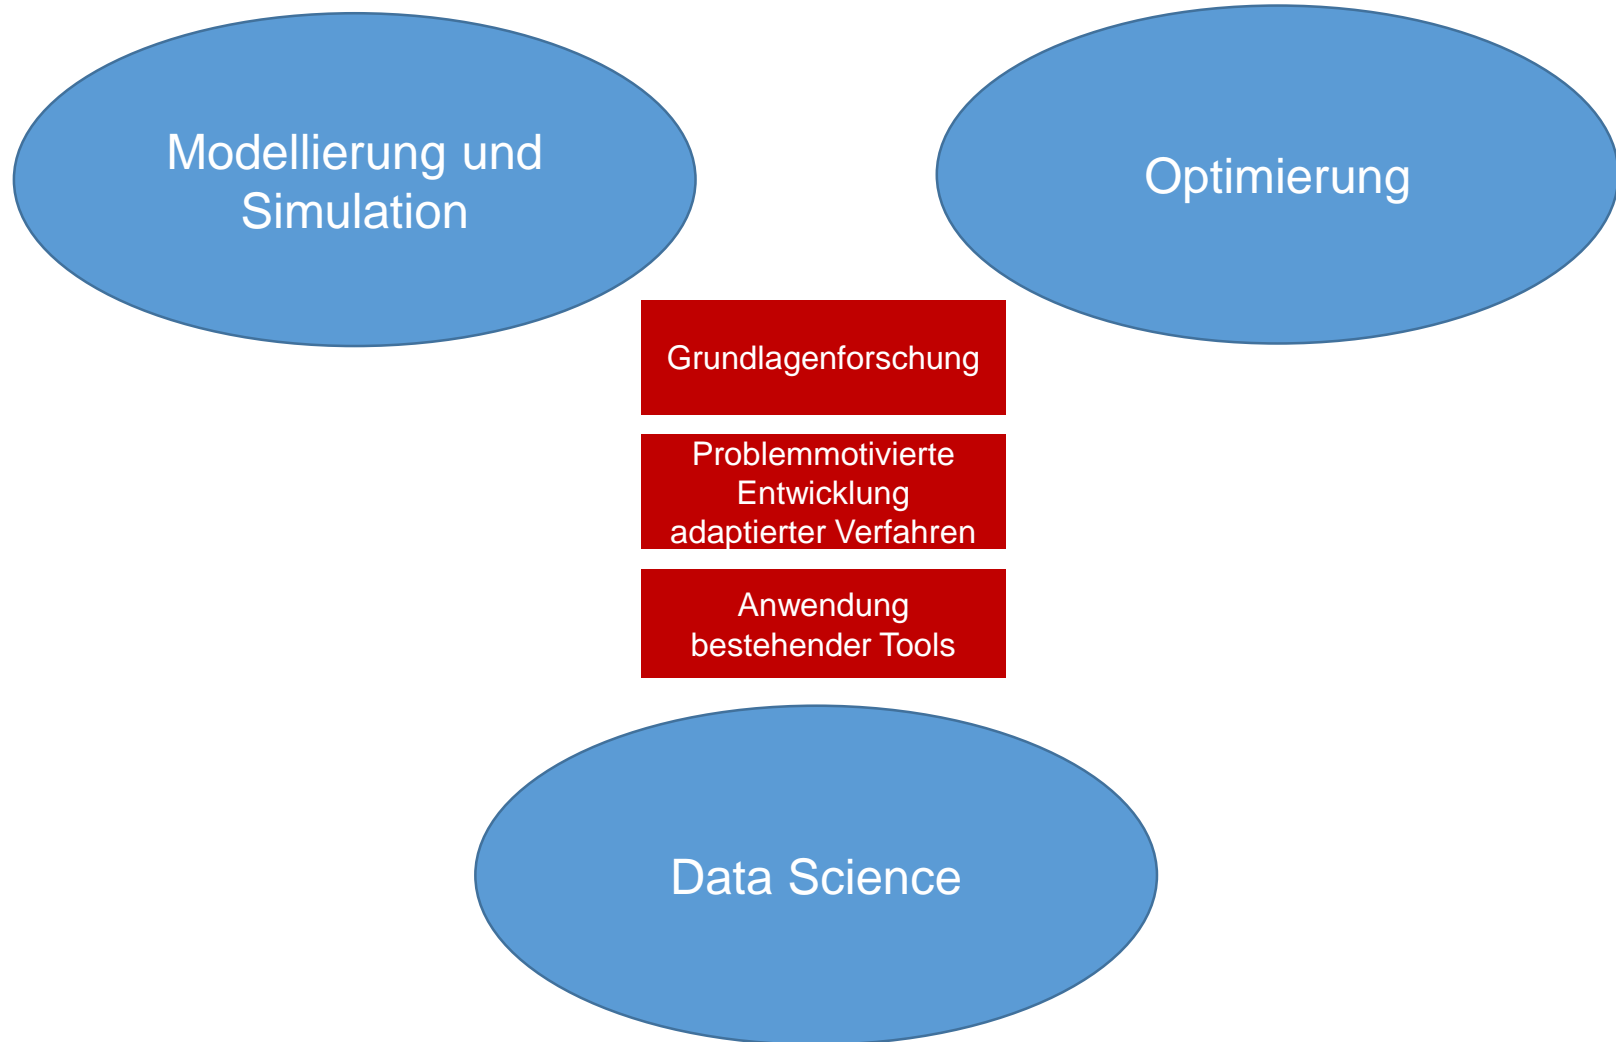 Modellierung und
Simulation
Optimierung
Grundlagenforschung
Problemmotivierte
Entwicklung
adaptierter Verfahren
Anwendung
bestehender Tools
Data Science